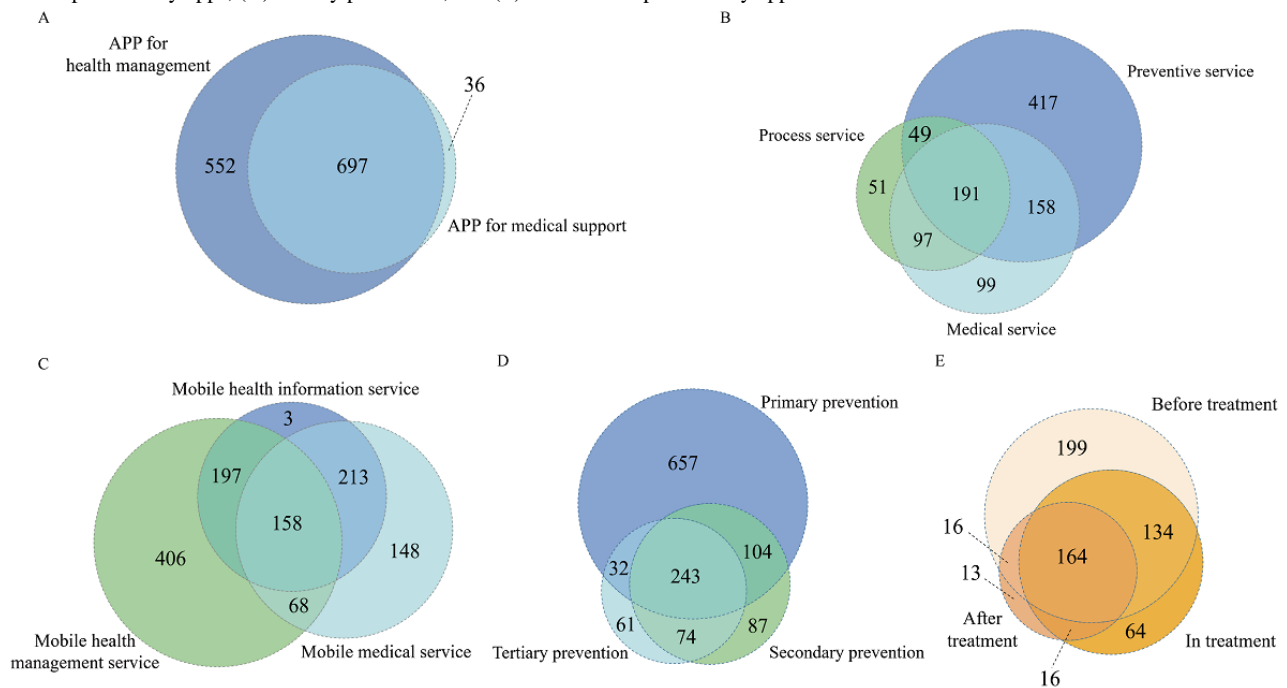 A
APP for
health management
36
552
697
APP for medical support
B
Preventive service
417
Process service
49
51
191
158
97
99
Medical service
C
Mobile health information service
3
197
213
158
406
148
68
Mobile health
management service
Mobile medical service
D
Primary prevention
657
104
32
243
61
74
87
Tertiary prevention
Secondary prevention
E
Before treatment
199
16
134
164
13
After
treatment
64
In treatment
16